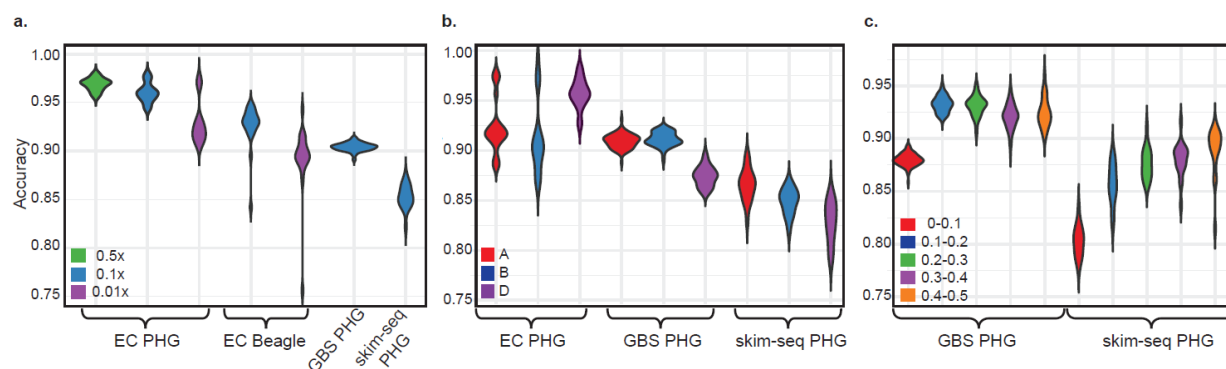 a.
Accuracy
1.00
0.95
0.90
0.85
0.80
0.75
0.5x
0.1x
0.01x
EC PHG
EC Beagle
GBS PHG
skim-seq
PHG
b.
1.00
0.95
0.90
0.85
0.80
0.75
A
B
D
EC PHG
GBS PHG
skim-seq PHG
c.
0.95
0.90
0.85
0.80
0.75
0-0.1
0.1-0.2
0.2-0.3
0.3-0.4
0.4-0.5
GBS PHG
skim-seq PHG